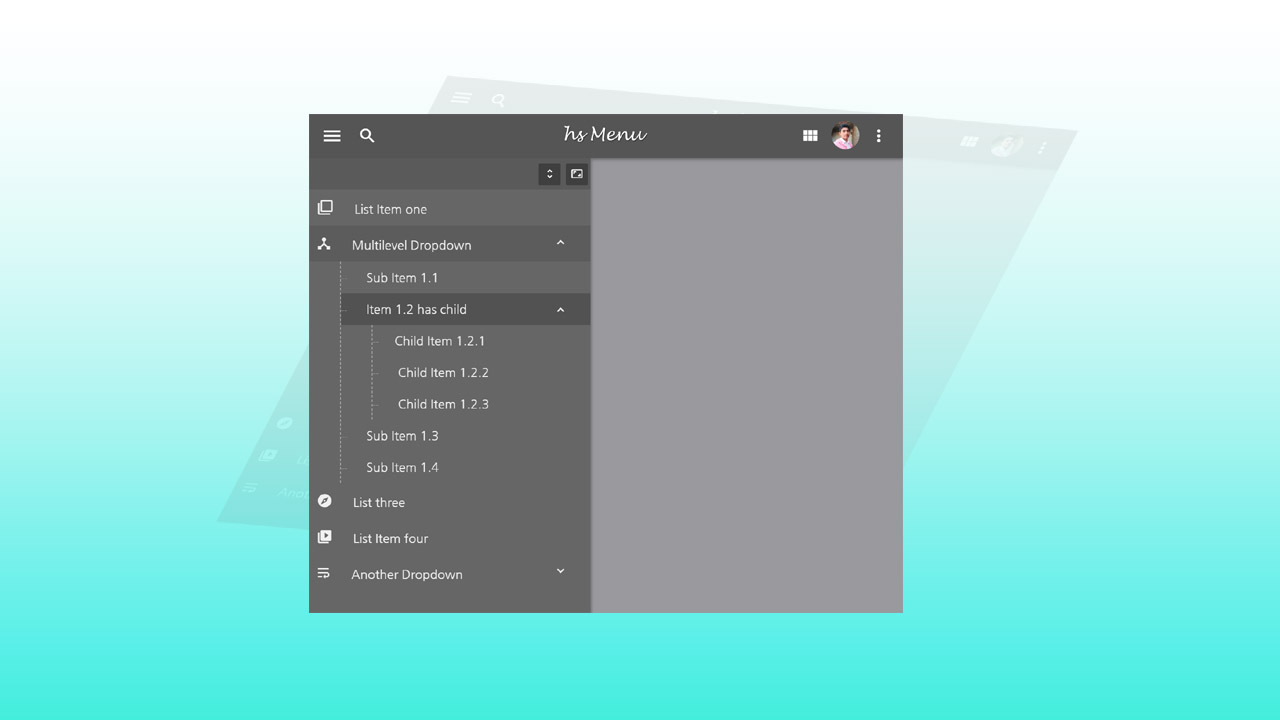 hs Menu
List Item one
Multilevel Dropdown
Sub Item 1.1
Item 1.2 has child
Child Item 1.2.1
Child Item 1.2.2
Child Item 1.2.3
Sub Item 1.3
Sub Item 1.4
List three
List Item four
Another Dropdown